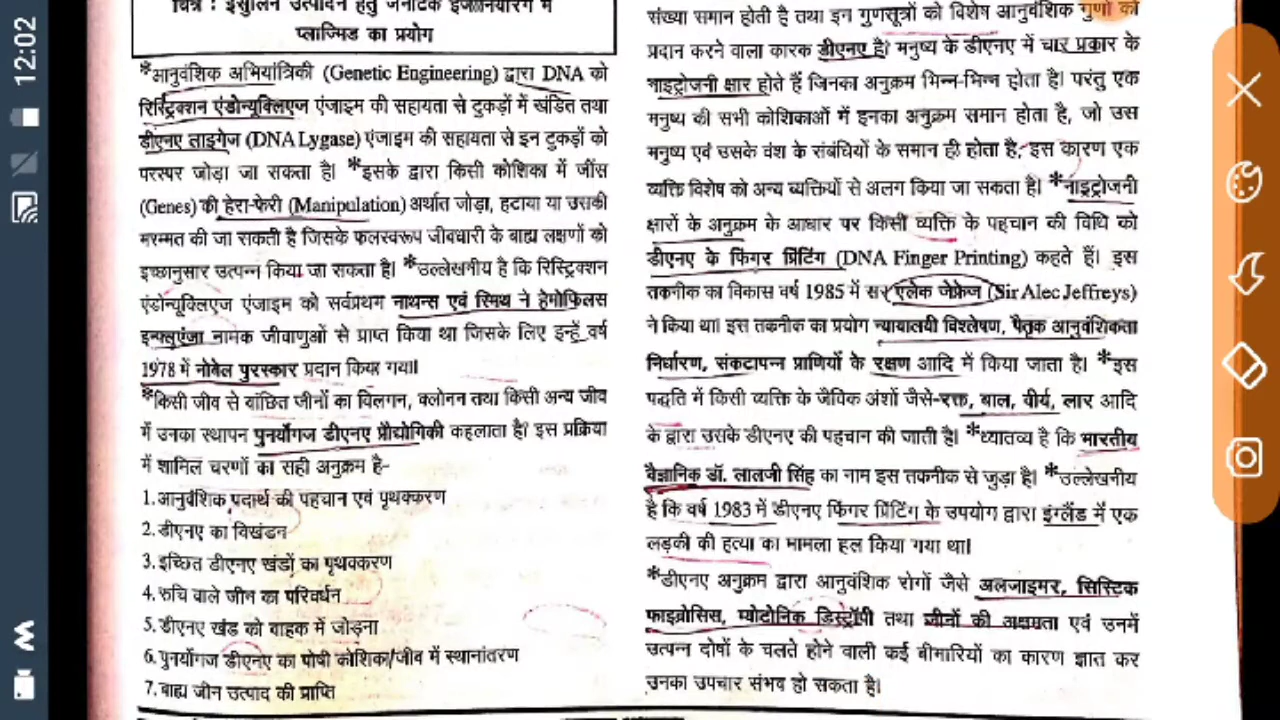 12:02
चित्र : इंसुलिन उत्पादन हेतु जेनेटिक इंजीनियरिंग में
प्लाज्मिड का प्रयोग
*आनुवंशिक अभियांत्रिकी (Genetic Engineering) द्वारा DNA को
रिस्ट्रिक्शन एंडोन्यूक्लिएज एंजाइम की सहायता से टुकड़ों में खंडित तथा
डीएनए लाइगेज (DNA Lygase) एंजाइम की सहायता से इन टुकड़ों को
परस्पर जोड़ा जा सकता है। *इसके द्वारा किसी कोशिका में जींस
(Genes) की हेरा-फेरी (Manipulation) अर्थात जोड़ा, हटाया या उसकी
मरम्मत की जा सकती है जिसके फलस्वरूप जीवधारी के बाह्य लक्षणों को
इच्छानुसार उत्पन्न किया जा सकता है। *उल्लेखनीय है कि रिस्ट्रिक्शन
एंडोन्यूक्लिएज एंजाइम को सर्वप्रथम नाथन्स एवं स्मिथ ने हेमोफिलस
इन्फ्लूएंजा नामक जीवाणुओं से प्राप्त किया था जिसके लिए इन्हें वर्ष
1978 में नोबेल पुरस्कार प्रदान किया गया।
*किसी जीव से वांछित जीनों का विलगन, क्लोनन तथा किसी अन्य जीव
में उनका स्थापन पुनर्योगज डीएनए प्रौद्योगिकी कहलाता है। इस प्रक्रिया
में शामिल चरणों का सही अनुक्रम है-
1. आनुवंशिक पदार्थ की पहचान एवं पृथक्करण
2. डीएनए का विखंडन
3. इच्छित डीएनए खंडों का पृथक्करण
4. रुचि वाले जीन का परिवर्धन
5. डीएनए खंड को वाहक में जोड़ना
6. पुनर्योगज डीएनए का पोषी कोशिका/जीव में स्थानांतरण
7. बाह्य जीन उत्पाद की प्राप्ति
संख्या समान होती है तथा इन गुणसूत्रों को विशेष आनुवंशिक गुणों को
प्रदान करने वाला कारक डीएनए है। मनुष्य के डीएनए में चार प्रकार के
नाइट्रोजनी क्षार होते हैं जिनका अनुक्रम भिन्न-भिन्न होता है। परंतु एक
मनुष्य की सभी कोशिकाओं में इनका अनुक्रम समान होता है, जो उस
मनुष्य एवं उसके वंश के संबंधियों के समान ही होता है, इस कारण एक
व्यक्ति विशेष को अन्य व्यक्तियों से अलग किया जा सकता है। *नाइट्रोजनी
क्षारों के अनुक्रम के आधार पर किसी व्यक्ति के पहचान की विधि को
डीएनए के फिंगर प्रिंटिंग (DNA Finger Printing) कहते हैं। इस
तकनीक का विकास वर्ष 1985 में सर एलेक जेफ्रेज (Sir Alec Jeffreys)
ने किया था। इस तकनीक का प्रयोग न्यायालयी विश्लेषण, पैतृक आनुवंशिकता
निर्धारण, संकटापन्न प्राणियों के रक्षण आदि में किया जाता है। *इस
पद्धति में किसी व्यक्ति के जैविक अंशों जैसे-रक्त, बाल, वीर्य, लार आदि
के द्वारा उसके डीएनए की पहचान की जाती है। *ध्यातव्य है कि भारतीय
वैज्ञानिक डॉ. लालजी सिंह का नाम इस तकनीक से जुड़ा है। *उल्लेखनीय
है कि वर्ष 1983 में डीएनए फिंगर प्रिंटिंग के उपयोग द्वारा इंग्लैंड में एक
लड़की की हत्या का मामला हल किया गया था।
*डीएनए अनुक्रम द्वारा आनुवंशिक रोगों जैसे अलजाइमर, सिस्टिक
फाइब्रोसिस, म्योटोनिक डिस्ट्रॉपी तथा जीनों की अक्षमता एवं उनमें
उत्पन्न दोषों के चलते होने वाली कई बीमारियों का कारण ज्ञात कर
उनका उपचार संभव हो सकता है।